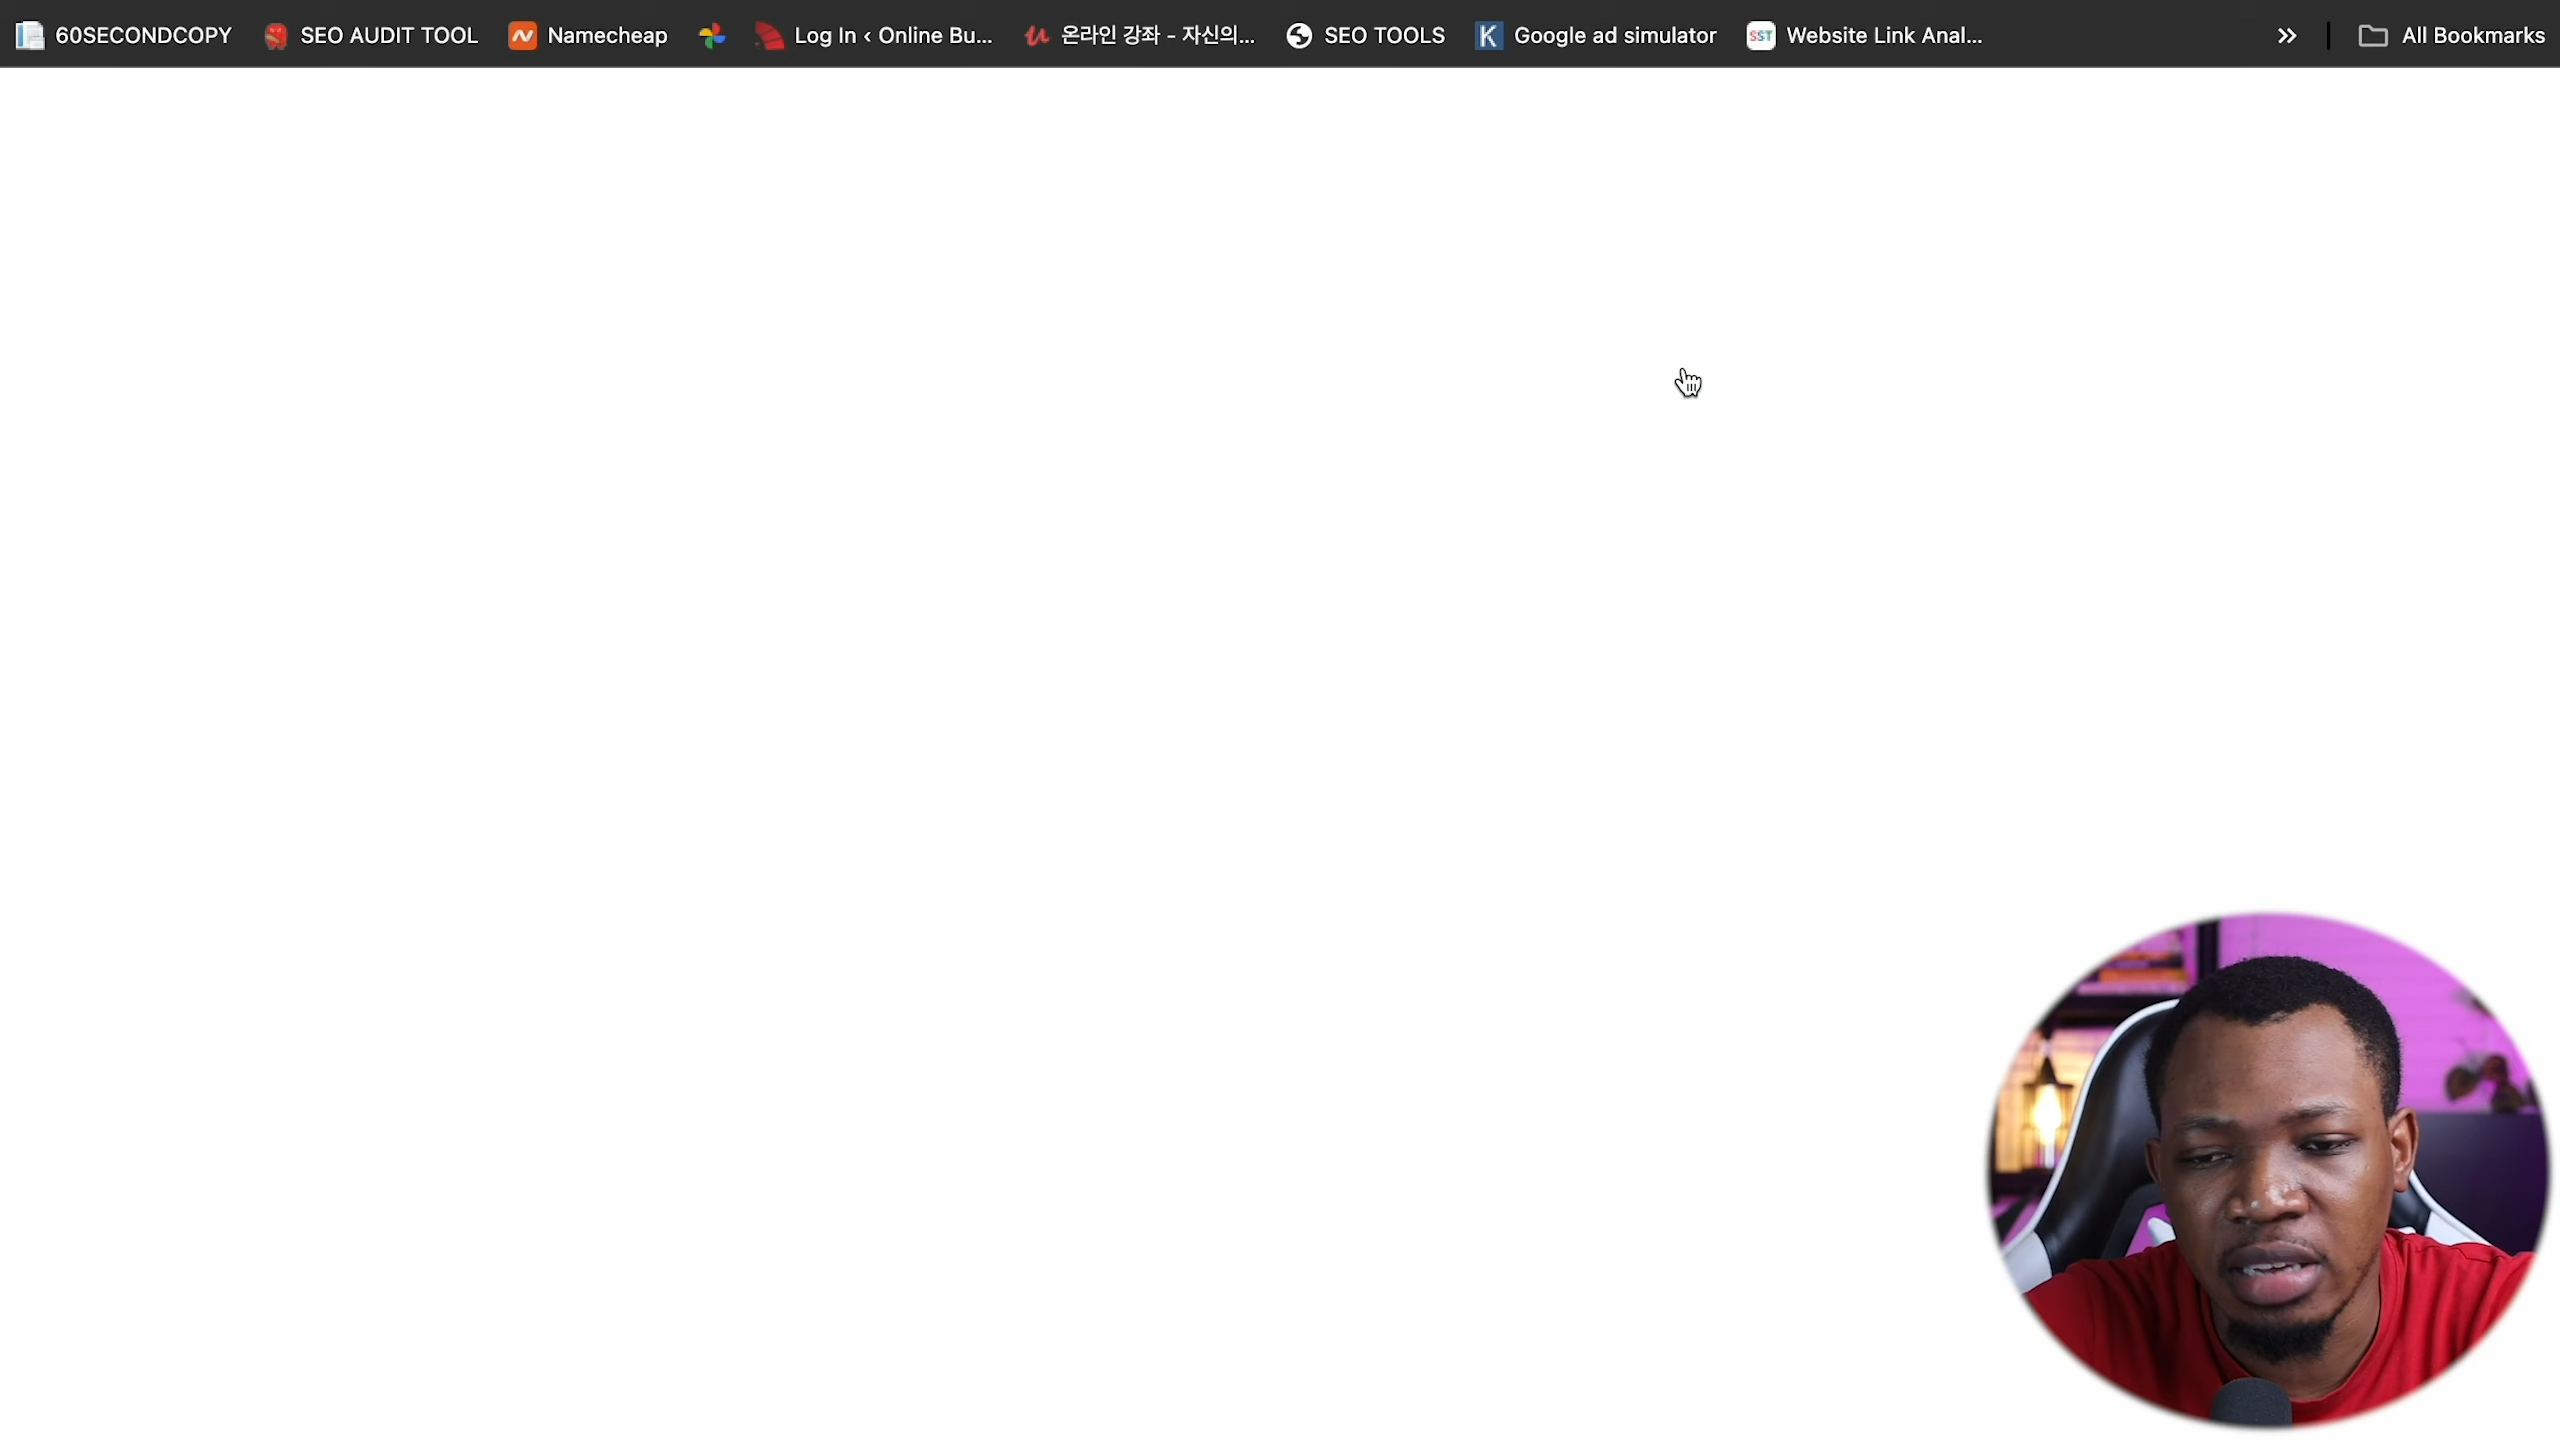 60SECONDCOPY SEO AUDIT TOOL Namecheap Log In ‹ Online Bu... 온라인 강좌 - 자신의... SEO TOOLS K Google ad simulator SST Website Link Anal... » All Bookmarks